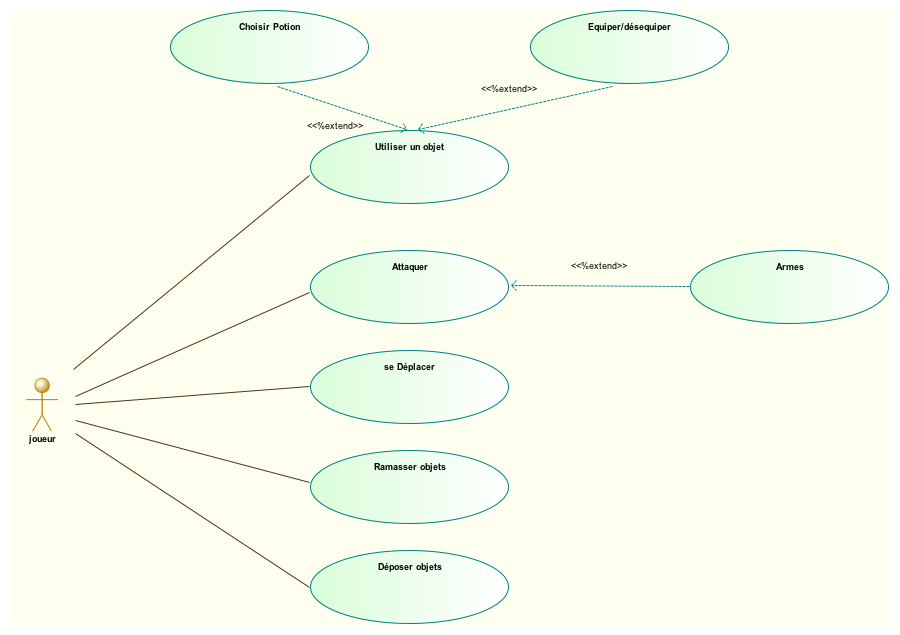 Choisir Potion
Equiper/désequiper
<<%extend>>
<<%extend>>
Utiliser un objet
Attaquer
<<%extend>>
Armes
se Déplacer
joueur
Ramasser objets
Déposer objets